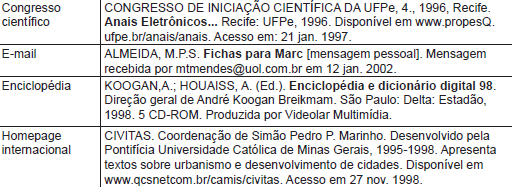 Congresso científico CONGRESSO DE INICIAÇÃO CIENTÍFICA DA UFPe, 4., 1996, Recife.
Anais Eletrônicos... Recife: UFPe, 1996. Disponível em www.propesQ.
ufpe.br/anais/anais. Acesso em: 21 jan. 1997.
E-mail ALMEIDA, M.P.S. Fichas para Marc [mensagem pessoal]. Mensagem
recebida por mtmendes@uol.com.br em 12 jan. 2002.
Enciclopédia KOOGAN,A.; HOUAISS, A. (Ed.). Enciclopédia e dicionário digital 98.
Direção geral de André Koogan Breikmam. São Paulo: Delta: Estadão,
1998. 5 CD-ROM. Produzida por Videolar Multimídia.
Homepage internacional CIVITAS. Coordenação de Simão Pedro P. Marinho. Desenvolvido pela
Pontifícia Universidade Católica de Minas Gerais, 1995-1998. Apresenta
textos sobre urbanismo e desenvolvimento de cidades. Disponível em
www.qcsnetcom.br/camis/civitas. Acesso em 27 nov. 1998.